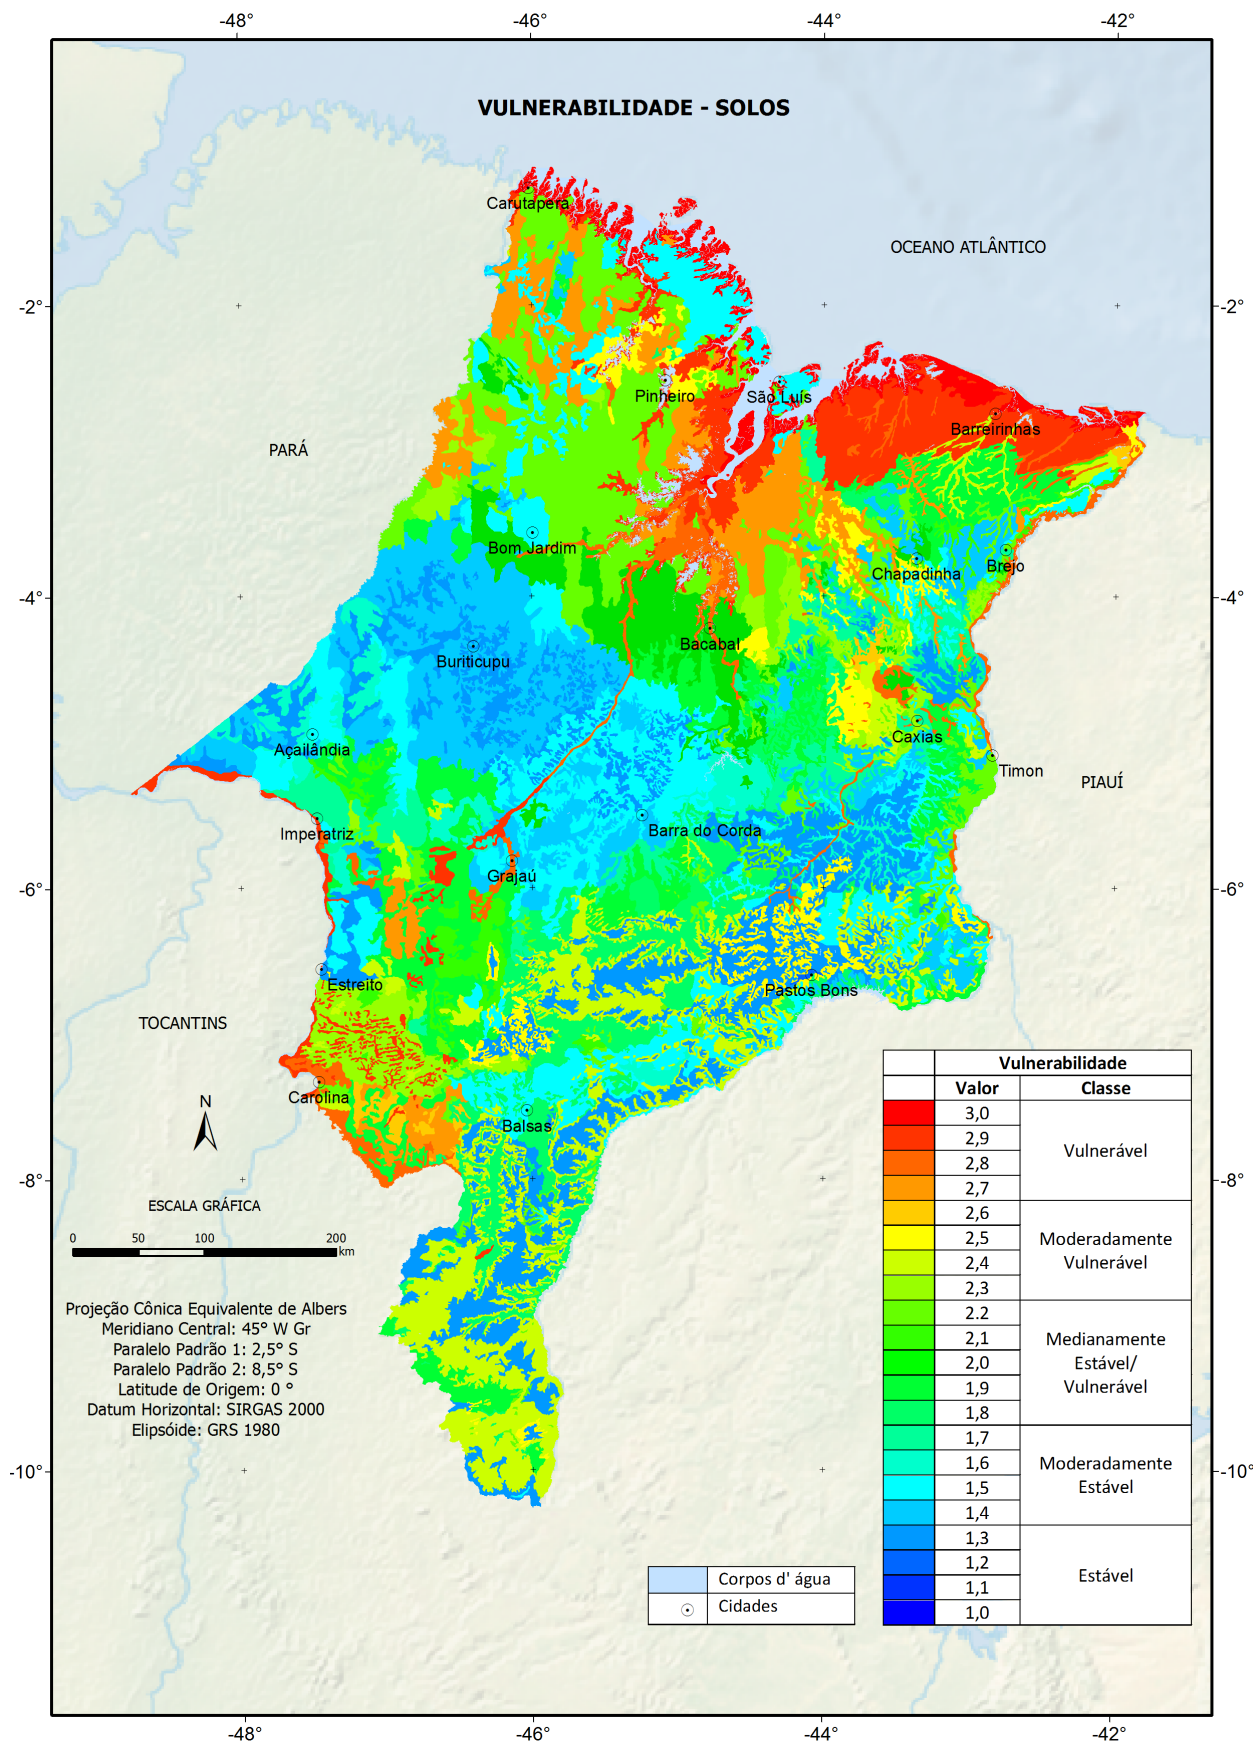 -48°
-46°
-44°
-42°
VULNERABILIDADE - SOLOS
Carutapera
OCEANO ATLÂNTICO
-2°
-2°
Pinheiro
São Luís
Barreirinhas
PARÁ
Bom Jardim
Chapadinha
Brejo
-4°
-4°
Bacabal
Buriticupu
Caxias
Açailândia
Timon
PIAUÍ
Imperatriz
Barra do Corda
Grajaú
-6°
-6°
Estreito
Pastos Bons
TOCANTINS
Carolina
Balsas
N
-8°
-8°
ESCALA GRÁFICA
0 50 100 200
km
Projeção Cônica Equivalente de Albers
Meridiano Central: 45° W Gr
Paralelo Padrão 1: 2,5° S
Paralelo Padrão 2: 8,5° S
Latitude de Origem: 0 °
Datum Horizontal: SIRGAS 2000
Elipsóide: GRS 1980
-10°
-10°
Vulnerabilidade
Valor Classe
3,0
2,9
2,8
2,7
Vulnerável
2,6
2,5
2,4
2,3
Moderadamente
Vulnerável
2.2
2,1
2,0
1,9
1,8
Medianamente
Estável/
Vulnerável
1,7
1,6
1,5
1,4
Moderadamente
Estável
1,3
1,2
1,1
1,0
Estável
Corpos d' água
Cidades
-48°
-46°
-44°
-42°